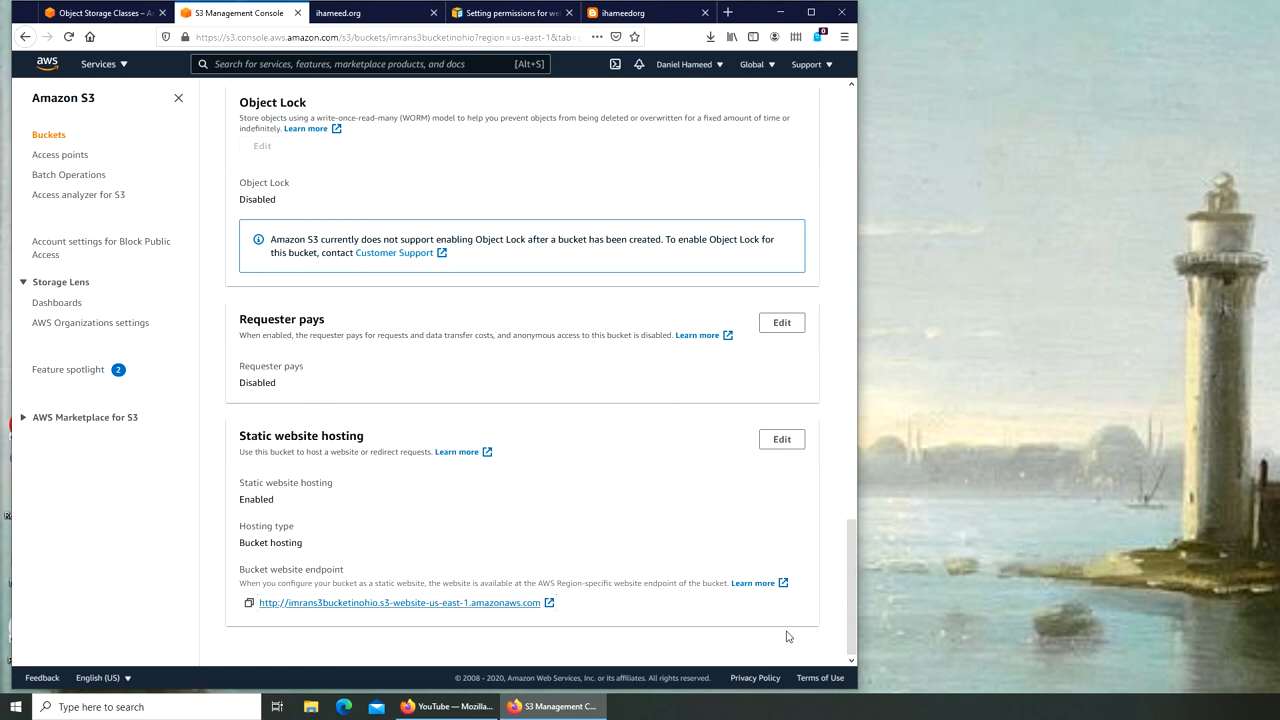 Object Storage Classes – A
S3 Management Console
ihameed.org
Setting permissions for we
ihameedorg
https://s3.console.aws.amazon.com/s3/buckets/imrans3bucketinohio?region=us-east-1&tab=
0
aws
Services
Search for services, features, marketplace products, and docs
[Alt+S]
Daniel Hameed
Global
Support
Amazon S3
Buckets
Access points
Batch Operations
Access analyzer for S3
Account settings for Block Public
Access
Storage Lens
Dashboards
AWS Organizations settings
Feature spotlight
2
AWS Marketplace for S3
Object Lock
Store objects using a write-once-read-many (WORM) model to help you prevent objects from being deleted or overwritten for a fixed amount of time or
indefinitely. Learn more
Edit
Object Lock
Disabled
Amazon S3 currently does not support enabling Object Lock after a bucket has been created. To enable Object Lock for
this bucket, contact Customer Support
Requester pays
Edit
When enabled, the requester pays for requests and data transfer costs, and anonymous access to this bucket is disabled. Learn more
Requester pays
Disabled
Static website hosting
Edit
Use this bucket to host a website or redirect requests. Learn more
Static website hosting
Enabled
Hosting type
Bucket hosting
Bucket website endpoint
When you configure your bucket as a static website, the website is available at the AWS Region-specific website endpoint of the bucket. Learn more
http://imrans3bucketinohio.s3-website-us-east-1.amazonaws.com
Feedback
English (US)
© 2008 - 2020, Amazon Web Services, Inc. or its affiliates. All rights reserved.
Privacy Policy
Terms of Use
Type here to search
YouTube — Mozilla...
S3 Management C...